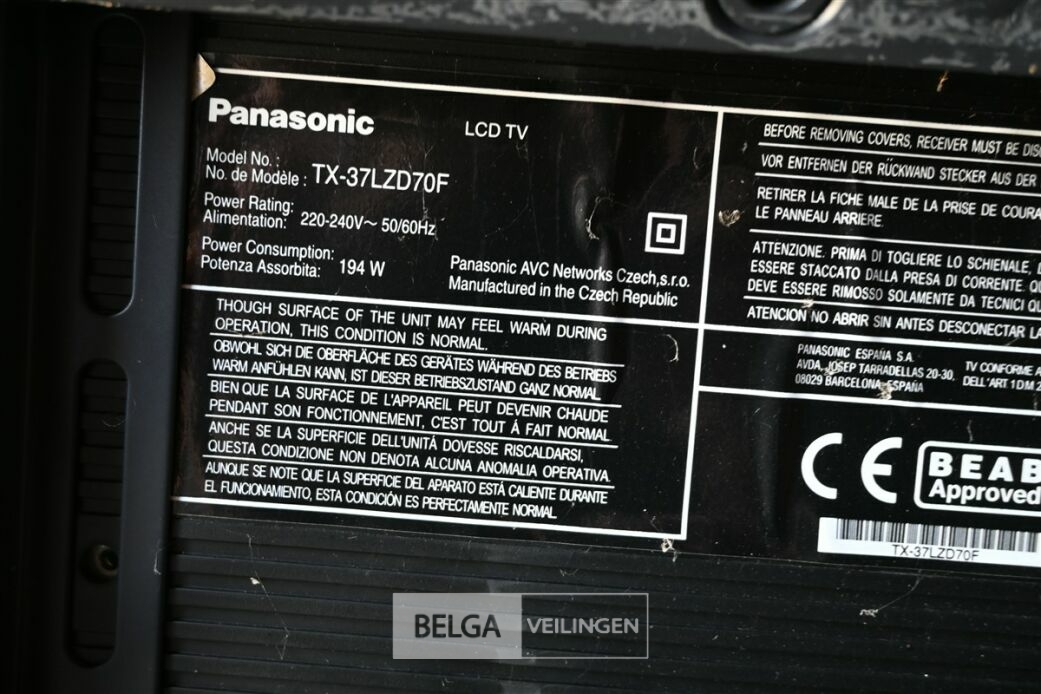 Panasonic
LCD TV
Model No. :
No. de Modèle : TX-37LZD70F
Power Rating:
Alimentation: 220-240V~ 50/60Hz
Power Consumption:
Potenza Assorbita: 194 W
Panasonic AVC Networks Czech,s.r.o.
Manufactured in the Czech Republic
THOUGH SURFACE OF THE UNIT MAY FEEL WARM DURING
OPERATION, THIS CONDITION IS NORMAL.
OBWOHL SICH DIE OBERFLÄCHE DES GERÄTES WÄHREND DES BETRIEBS
WARM ANFÜHLEN KANN, IST DIESER BETRIEBSZUSTAND GANZ NORMAL
BIEN QUE LA SURFACE DE L'APPAREIL PEUT DEVENIR CHAUDE
PENDANT SON FONCTIONNEMENT, C'EST TOUT À FAIT NORMAL
ANCHE SE LA SUPERFICIE DELL'UNITÁ DOVESSE RISCALDARSI,
QUESTA CONDIZIONE NON DENOTA ALCUNA ANOMALIA OPERATIVA
AUNQUE SE NOTE QUE LA SUPERFICIE DEL APARATO ESTÁ CALIENTE DURANTE
EL FUNCIONAMIENTO, ESTA CONDICIÓN ES PERFECTAMENTE NORMAL
BEFORE REMOVING COVERS, RECEIVER MUST BE
VOR ENTFERNEN DER RÜCKWAND STECKER AUS DER
RETIRER LA FICHE MALE DE LA PRISE DE
LE PANNEAU ARRIERE.
ATTENZIONE. PRIMA DI TOGLIERE LO SCHIENALE,
ESSERE STACCATO DALLA PRESA DI CORRENTE.
DEVE ESSERE RIMOSSO SOLAMENTE DA TECNICI
ATENCION NO ABRIR SIN ANTES DESCONECTAR
PANASONIC ESPAÑA S.A.
AVDA, JOSEP TARRADELLAS 20-30,
08029 BARCELONA-ESPAÑA
TV CONFORME
DELL'ART 1DM
CE
BEAB
Approved
TX-37LZD70F
BELGA VEILINGEN